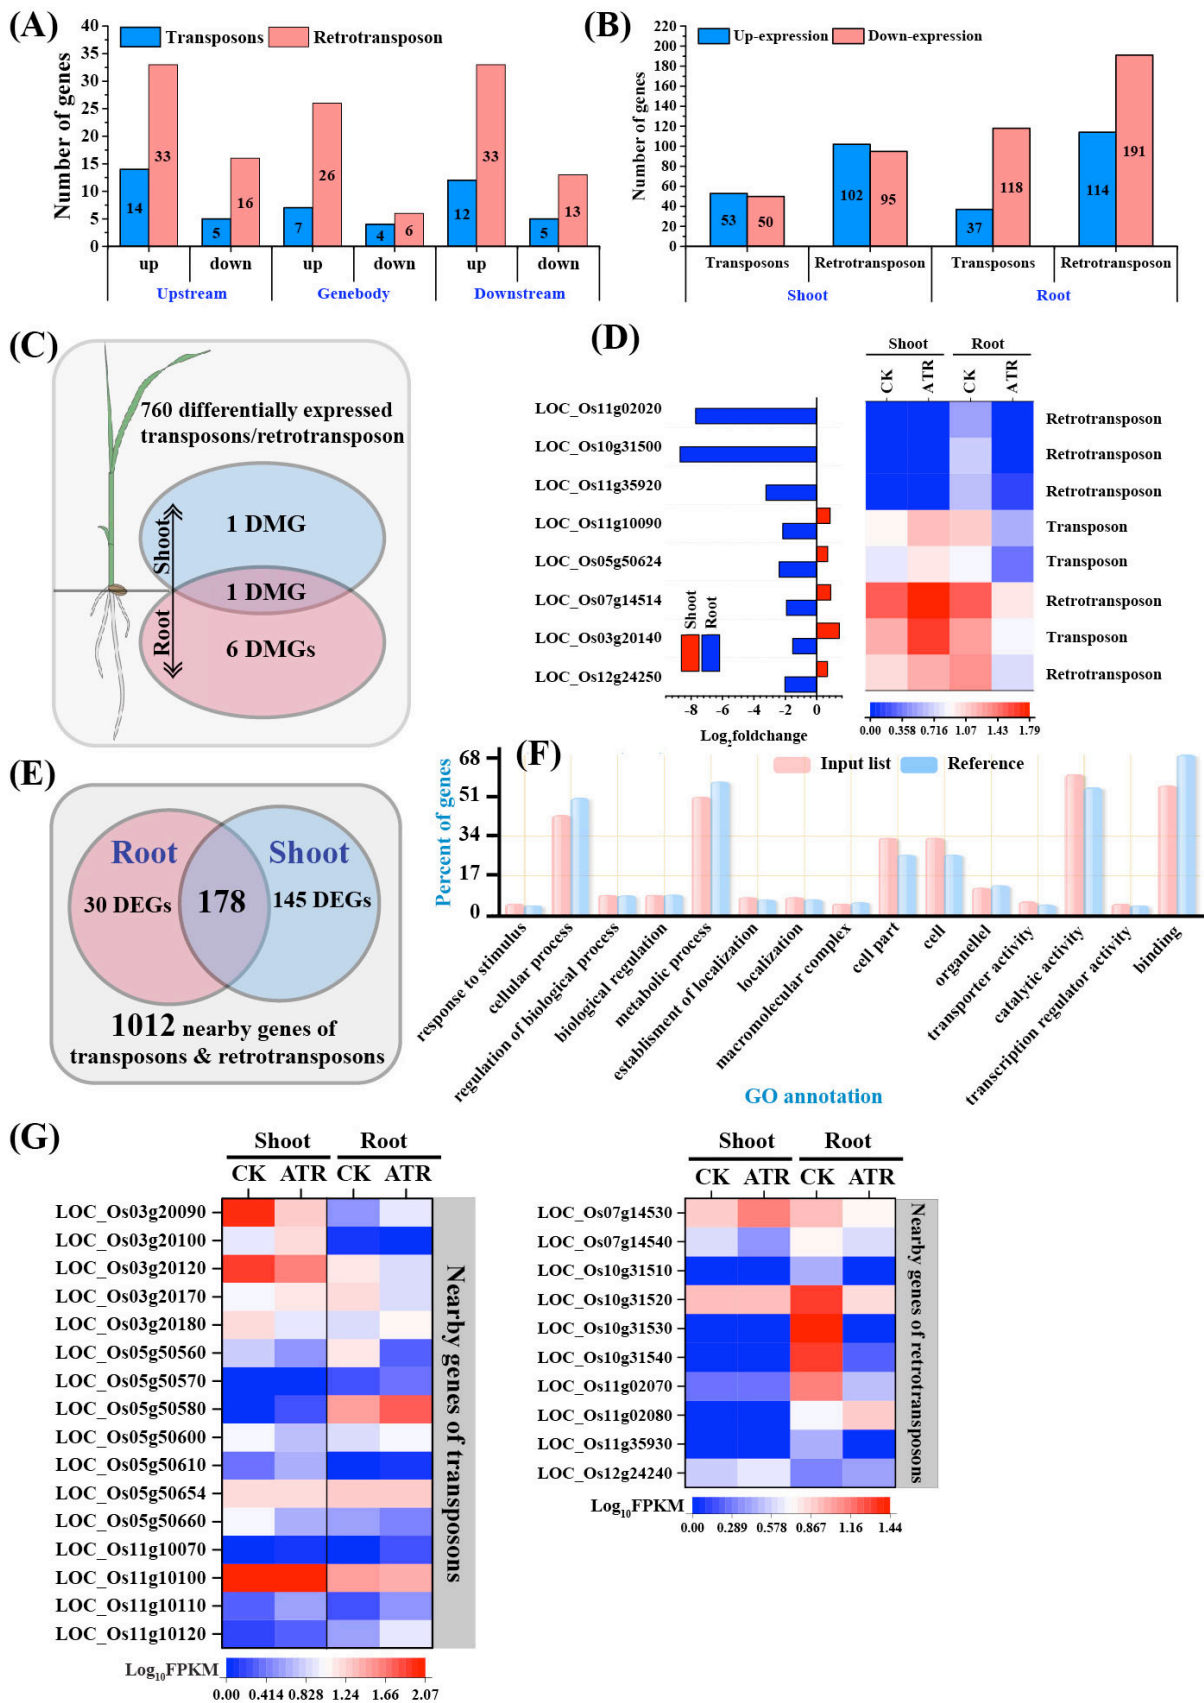 (A)
Transposons
Retrotransposon
Number of genes
40
35
30
25
20
15
10
5
0
14
33
5
16
7
26
4
6
12
33
5
13
up
down
up
down
up
down
Upstream
Genebody
Downstream
(B)
Up-expression
Down-expression
Number of genes
220
200
180
160
140
120
100
80
60
40
20
0
53
50
102
95
37
118
114
191
Transposons
Retrotransposon
Transposons
Retrotransposon
Shoot
Root
(C)
760 differentially Expressed
transposons/retrotransposon
Shoot
Root
1 DMG
1 DMG
6 DMGs
(D)
LOC_Os11g02020
LOC_Os10g31500
LOC_Os11g35920
LOC_Os11g10090
LOC_Os05g50624
LOC_Os07g14514
LOC_Os03g20140
LOC_Os12g24250
Shoot
Root
-8
-6
-4
-2
0
Log2foldchange
Shoot
Root
CK
ATR
CK
ATR
Retrotransposon
Retrotransposon
Retrotransposon
Transposon
Transposon
Retrotransposon
Transposon
Retrotransposon
0.00 0.358 0.716 1.07 1.43 1.79
(E)
Root
Shoot
30 DEGs
178
145 DEGs
1012 nearby genes of
transposons & retrotransposons
(F)
Input list
Reference
Percent of genes
68
51
34
17
0
response to stimulus
cellular process
regulation of biological process
biological regulation
metabolic process
establisment of localization
localization
macromolecular complex
cell part
cell
organellel
transporter activity
catalytic activity
transcription regulator activity
binding
GO annotation
(G)
Shoot
Root
CK
ATR
CK
ATR
LOC_Os03g20090
LOC_Os03g20100
LOC_Os03g20120
LOC_Os03g20170
LOC_Os03g20180
LOC_Os05g50560
LOC_Os05g50570
LOC_Os05g50580
LOC_Os05g50600
LOC_Os05g50610
LOC_Os05g50654
LOC_Os05g50660
LOC_Os11g10070
LOC_Os11g10100
LOC_Os11g10110
LOC_Os11g10120
Nearby genes of transposons
Log10FPKM
0.00 0.414 0.828 1.24 1.66 2.07
Shoot
Root
CK
ATR
CK
ATR
LOC_Os07g14530
LOC_Os07g14540
LOC_Os10g31510
LOC_Os10g31520
LOC_Os10g31530
LOC_Os10g31540
LOC_Os11g02070
LOC_Os11g02080
LOC_Os11g35930
LOC_Os12g24240
Nearby genes of retrotransposons
Log10FPKM
0.00 0.289 0.578 0.867 1.16 1.44